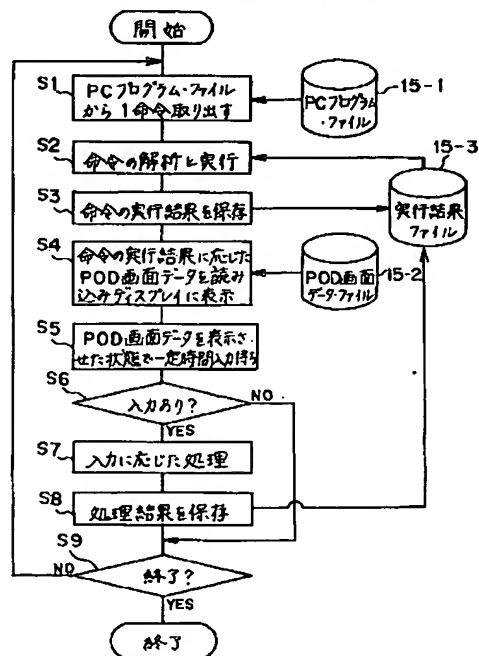 開始
S1
PCプログラム・ファイル
から1命令取り出す
15-1
PCプログラム
・ファイル
S2
命令の解析と実行
15-3
実行結果
ファイル
S3
命令の実行結果を保存
S4
命令の実行結果に応じた
POD画面データを読み
込みディスプレイに表示
POD画面
データ・ファイル
15-2
S5
POD画面データを表示さ
せた状態で一定時間入力待ち
S6
入力あり?
NO
YES
S7
入力に応じた処理
S8
処理結果を保存
S9
終了?
NO
YES
終了